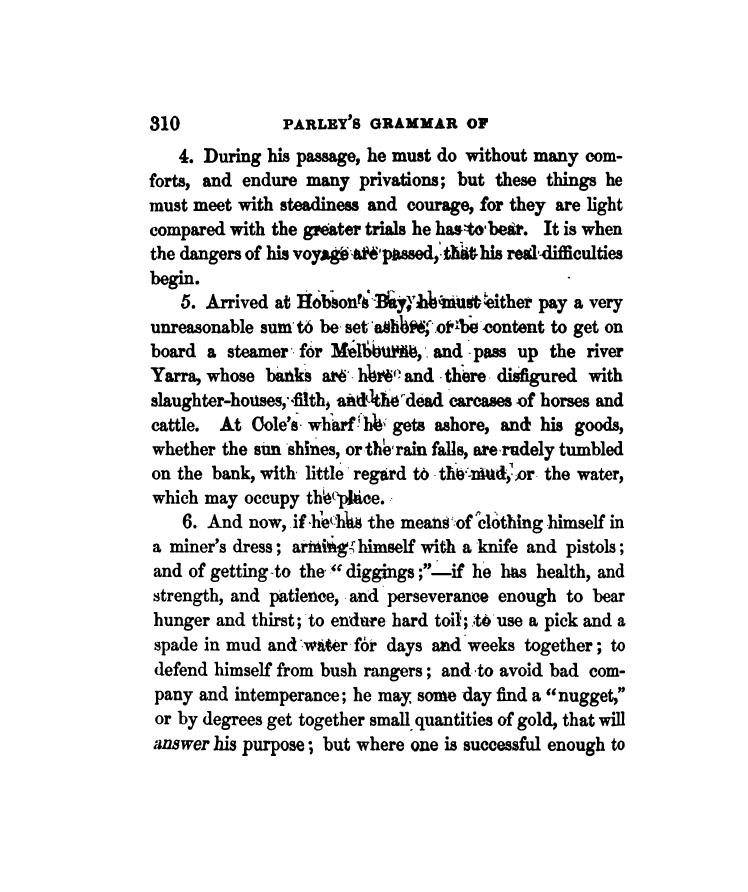 310 PARLEY'S GRAMMAR OF
4. During his passage, he must do without many com-
forts, and endure many privations; but these things he
must meet with steadiness and courage, for they are light
compared with the greater trials he has to bear. It is when
the dangers of his voyage are passed, that his real difficulties
begin.
5. Arrived at Hobson's Bay, he must either pay a very
unreasonable sum to be set ashore, or be content to get on
board a steamer for Melbourne, and pass up the river
Yarra, whose banks are here and there disfigured with
slaughter-houses, filth, and the dead carcases of horses and
cattle. At Cole's wharf he gets ashore, and his goods,
whether the sun shines, or the rain falls, are rudely tumbled
on the bank, with little regard to the mud, or the water,
which may occupy the place.
6. And now, if he has the means of clothing himself in
a miner's dress; arming himself with a knife and pistols;
and of getting to the "diggings;"—if he has health, and
strength, and patience, and perseverance enough to bear
hunger and thirst; to endure hard toil; to use a pick and a
spade in mud and water for days and weeks together; to
defend himself from bush rangers; and to avoid bad com-
pany and intemperance; he may some day find a "nugget,"
or by degrees get together small quantities of gold, that will
answer his purpose; but where one is successful enough to